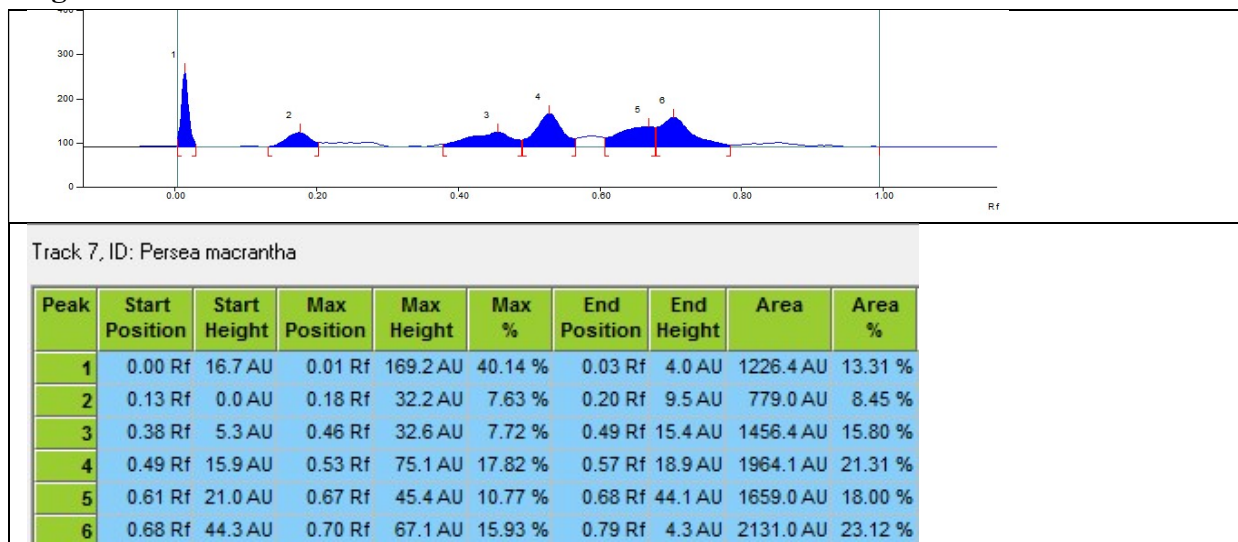 300
1
200
4
6
2
3
5
100
0
0.00
0.20
0.40
0.60
0.80
1.00
Rf
Track 7, ID: Persea macrantha
Peak Start Position Start Height Max Position Max Height Max % End Position End Height Area Area %
1 0.00 Rf 16.7 AU 0.01 Rf 169.2 AU 40.14 % 0.03 Rf 4.0 AU 1226.4 AU 13.31 %
2 0.13 Rf 0.0 AU 0.18 Rf 32.2 AU 7.63 % 0.20 Rf 9.5 AU 779.0 AU 8.45 %
3 0.38 Rf 5.3 AU 0.46 Rf 32.6 AU 7.72 % 0.49 Rf 15.4 AU 1456.4 AU 15.80 %
4 0.49 Rf 15.9 AU 0.53 Rf 75.1 AU 17.82 % 0.57 Rf 18.9 AU 1964.1 AU 21.31 %
5 0.61 Rf 21.0 AU 0.67 Rf 45.4 AU 10.77 % 0.68 Rf 44.1 AU 1659.0 AU 18.00 %
6 0.68 Rf 44.3 AU 0.70 Rf 67.1 AU 15.93 % 0.79 Rf 4.3 AU 2131.0 AU 23.12 %